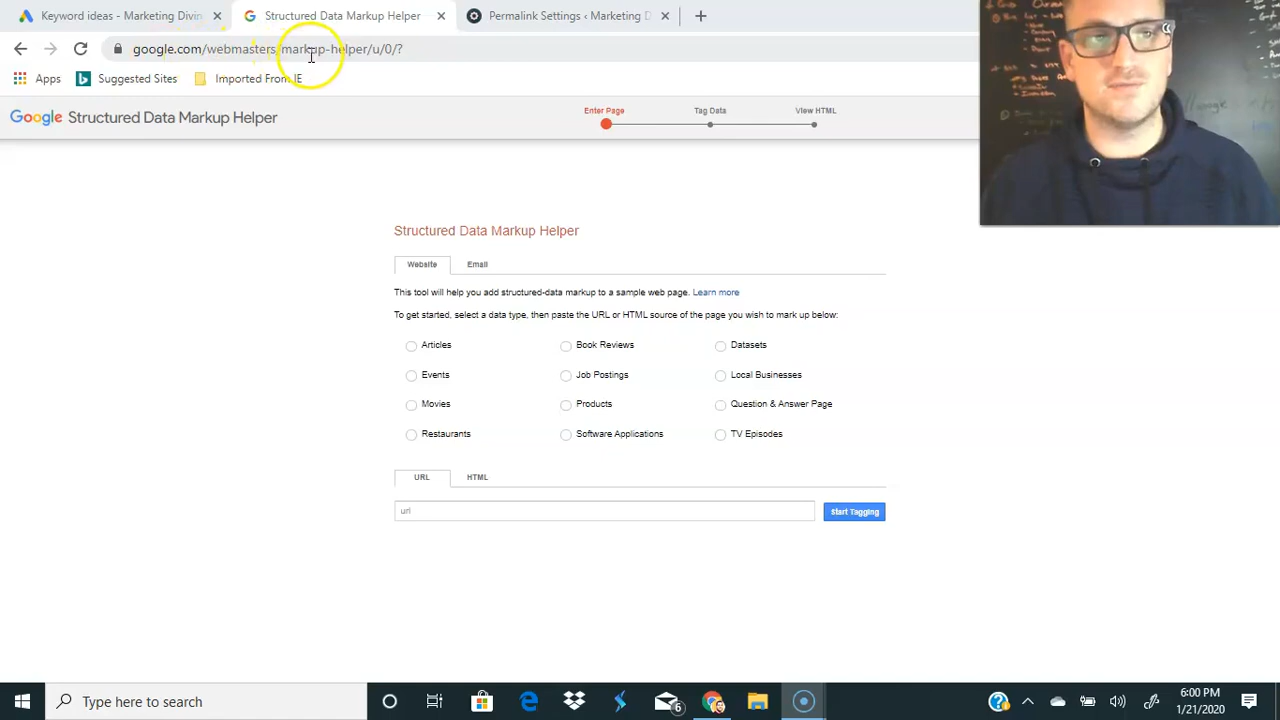 Keyword ideas - Marketing Divin
Structured Data Markup Helper
Permalink Settings ‹ Marketing D
google.com/webmasters/markup-helper/u/0/?
Apps
Suggested Sites
Imported From IE
Google Structured Data Markup Helper
Enter Page
Tag Data
View HTML
Structured Data Markup Helper
Website
Email
This tool will help you add structured-data markup to a sample web page. Learn more
To get started, select a data type, then paste the URL or HTML source of the page you wish to mark up below:
Articles
Book Reviews
Datasets
Events
Job Postings
Local Businesses
Movies
Products
Question & Answer Page
Restaurants
Software Applications
TV Episodes
URL
HTML
url
Start Tagging
Type here to search
6
6:00 PM
1/21/2020